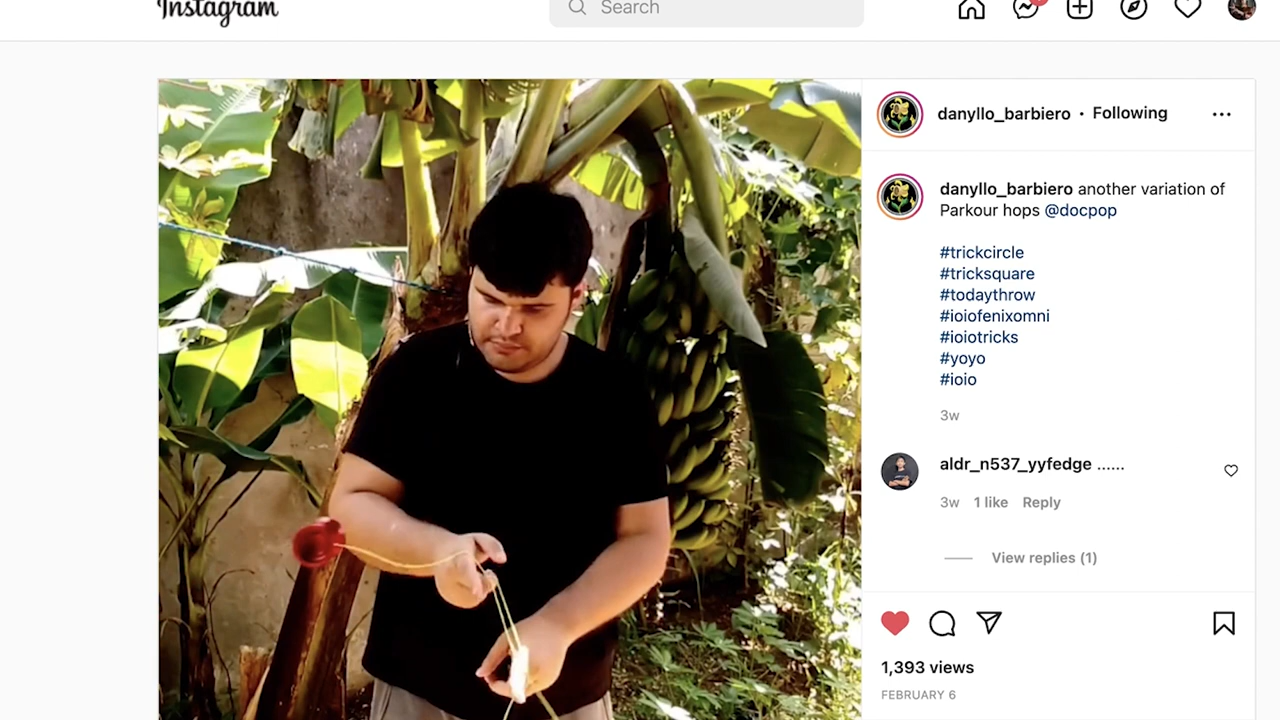 Instagram
Search
danyllo_barbiero • Following
danyllo_barbiero another variation of
Parkour hops @docpop
#trickcircle
#tricksquare
#todaythrow
#ioiofenixomni
#ioiotricks
#yoyo
#ioio
3w
aldr_n537_yyfedge ......
3w 1 like Reply
View replies (1)
1,393 views
FEBRUARY 6